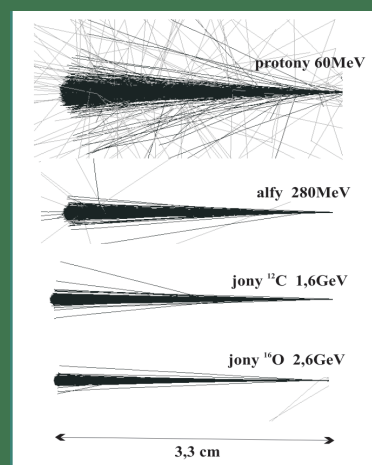 protony 60MeV
alfy 280MeV
jony ¹²C 1,6GeV
jony ¹⁶O 2,6GeV
3,3 cm